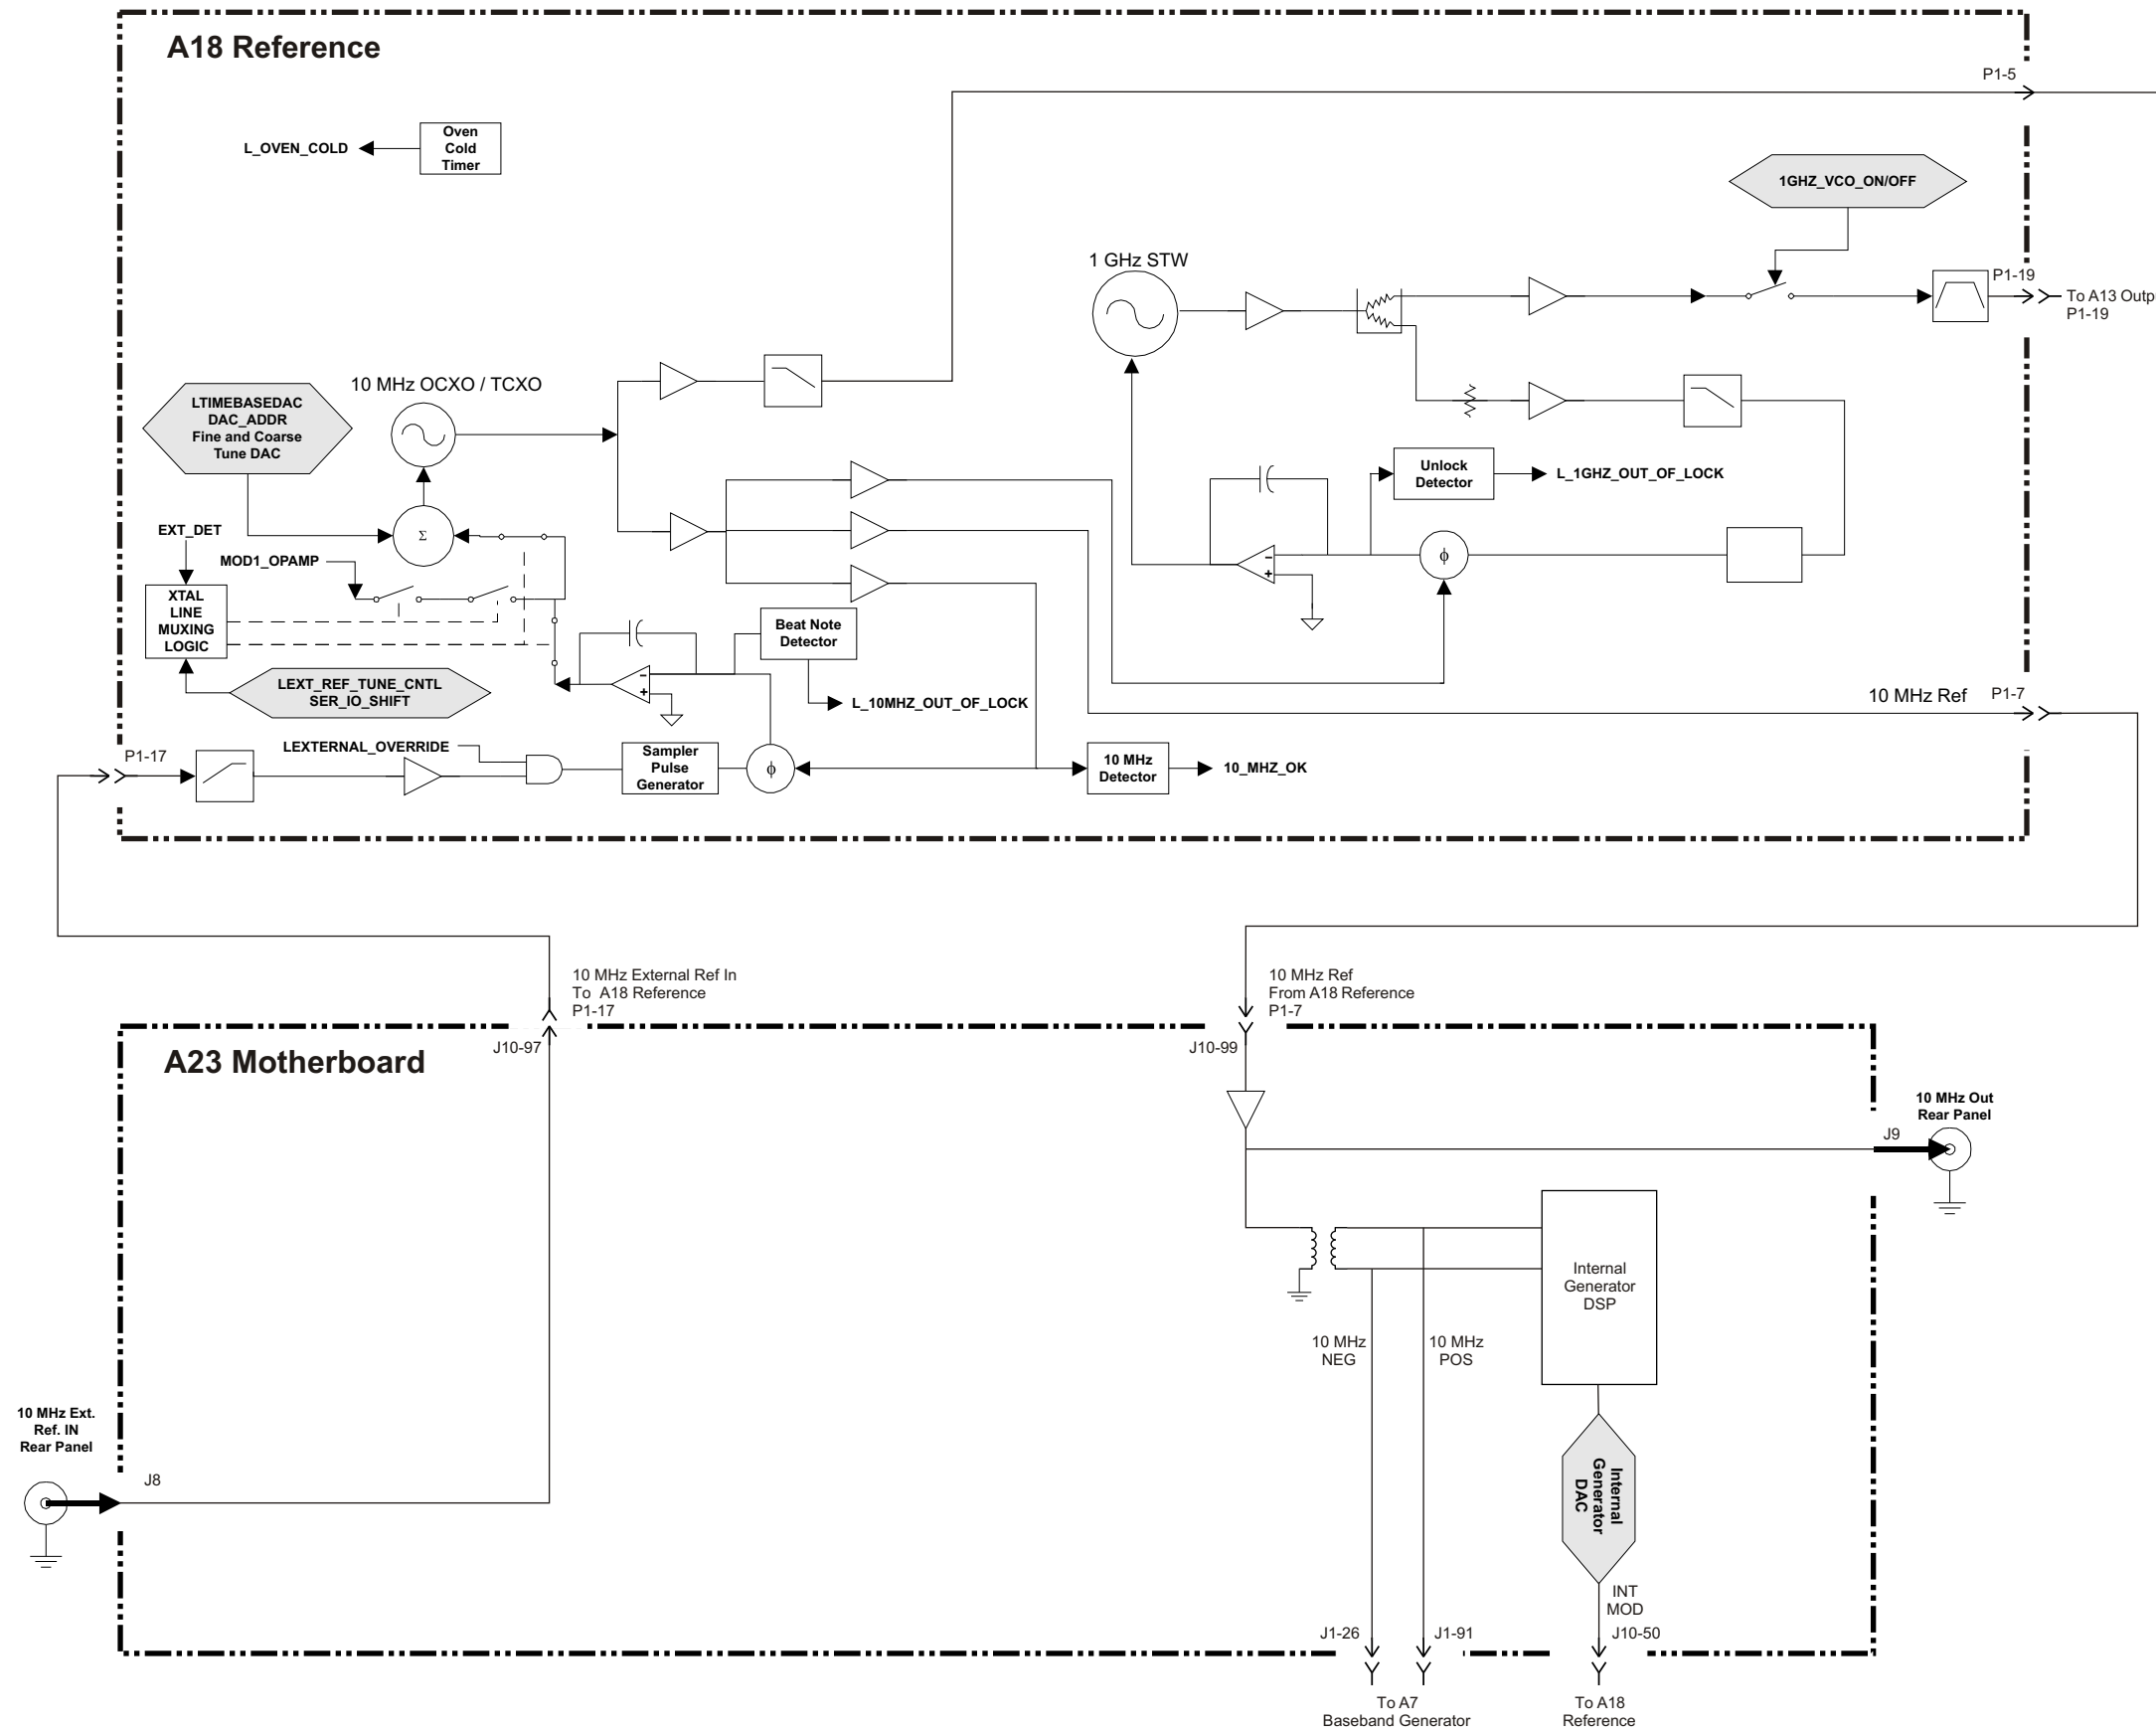 A18 Reference
P1-5
Oven
Cold
Timer
L_OVEN_COLD
1GHZ_VCO_ON/OFF
1 GHz STW
P1-19
To A13 Outp
P1-19
10 MHz OCXO / TCXO
LTIMEBASEDAC
DAC_ADDR
Fine and Coarse
Tune DAC
Unlock
Detector
L_1GHZ_OUT_OF_LOCK
EXT_DET
Σ
MOD1_OPAMP
ϕ
XTAL
LINE
MUXING
LOGIC
Beat Note
Detector
LEXT_REF_TUNE_CNTL
SER_IO_SHIFT
L_10MHZ_OUT_OF_LOCK
10 MHz Ref
P1-7
P1-17
LEXTERNAL_OVERRIDE
Sampler
Pulse
Generator
ϕ
10 MHz
Detector
10_MHZ_OK
10 MHz External Ref In
To A18 Reference
P1-17
10 MHz Ref
From A18 Reference
P1-7
J10-97
J10-99
A23 Motherboard
10 MHz Out
Rear Panel
J9
Internal
Generator
DSP
10 MHz
NEG
10 MHz
POS
10 MHz Ext.
Ref. IN
Rear Panel
J8
Internal
Generator
DAC
INT
MOD
J1-26
J1-91
J10-50
To A7
Baseband Generator
To A18
Reference